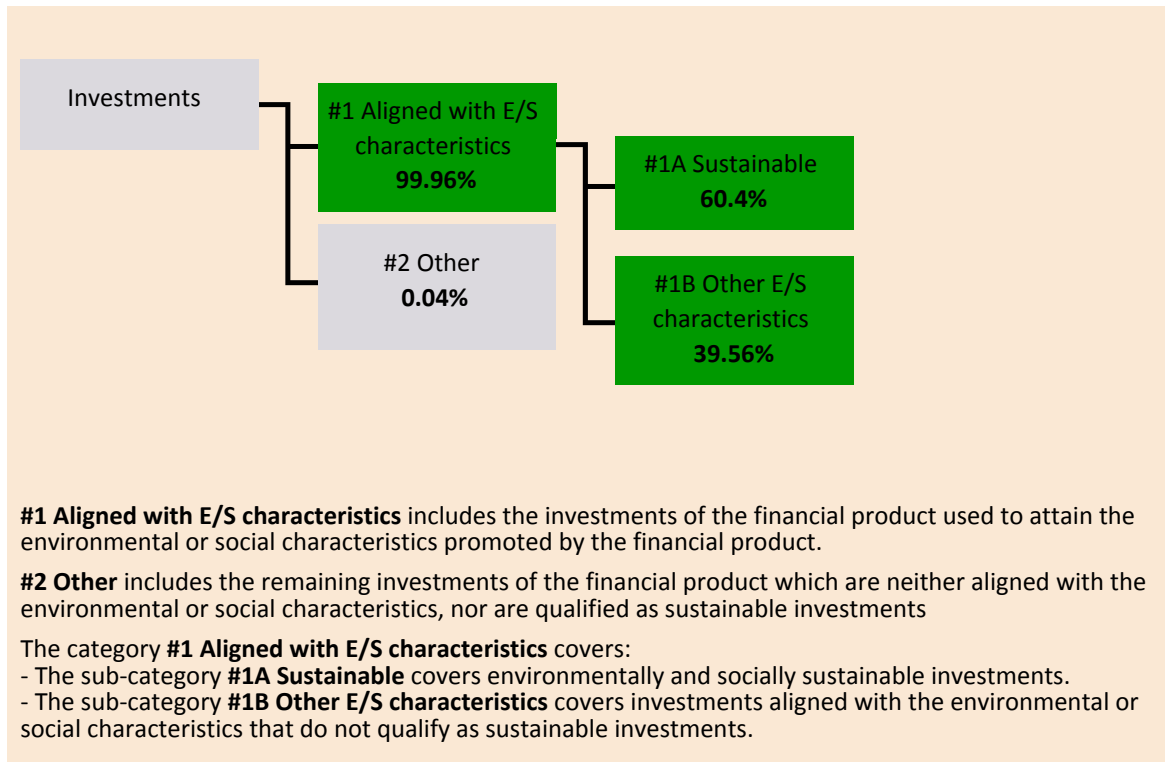 Investments
#1 Aligned with E/S
characteristics
99.96%
#2 Other
0.04%
#1A Sustainable
60.4%
#1B Other E/S
characteristics
39.56%
#1 Aligned with E/S characteristics includes the investments of the financial product used to attain the
environmental or social characteristics promoted by the financial product.
#2 Other includes the remaining investments of the financial product which are neither aligned with the
environmental or social characteristics, nor are qualified as sustainable investments
The category #1 Aligned with E/S characteristics covers:
- The sub-category #1A Sustainable covers environmentally and socially sustainable investments.
- The sub-category #1B Other E/S characteristics covers investments aligned with the environmental or
social characteristics that do not qualify as sustainable investments.